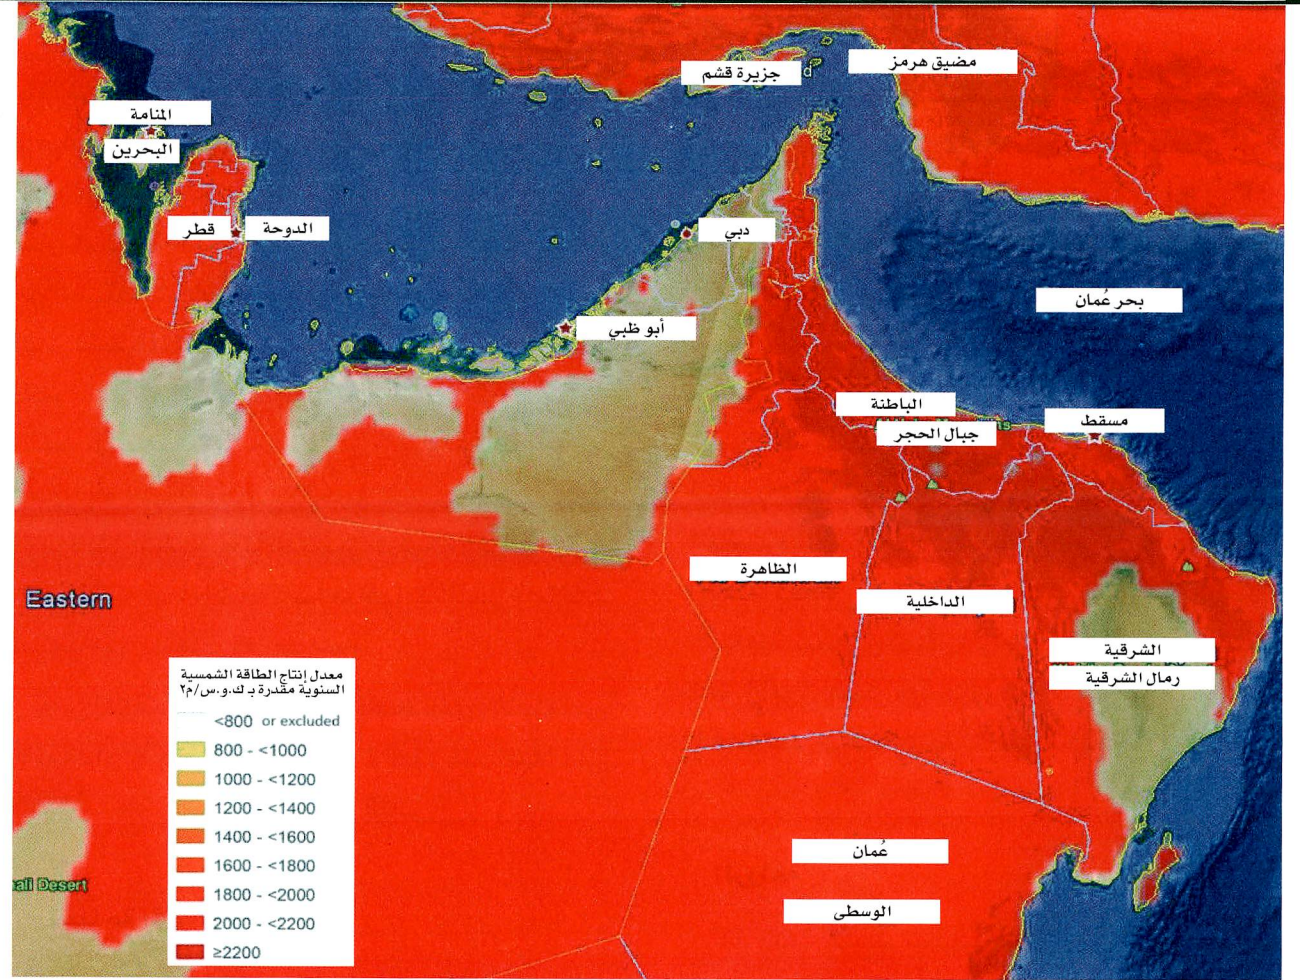 مضيق هرمز
جزيرة قشم
d
المنامة
البحرين
قطر
الدوحة
دبي
بحر عُمان
أبو ظبي
الباطنة
مسقط
جبال الحجر
الظاهرة
الداخلية
Eastern
الشرقية
رمال الشرقية
معدل إنتاج الطاقة الشمسية
السنوية مقدرة بـ ك.و.س/م٢
<800 or excluded
800 - <1000
1000 - <1200
1200 - <1400
1400 - <1600
1600 - <1800
1800 - <2000
2000 - <2200
≥2200
عُمان
ali Desert
الوسطى